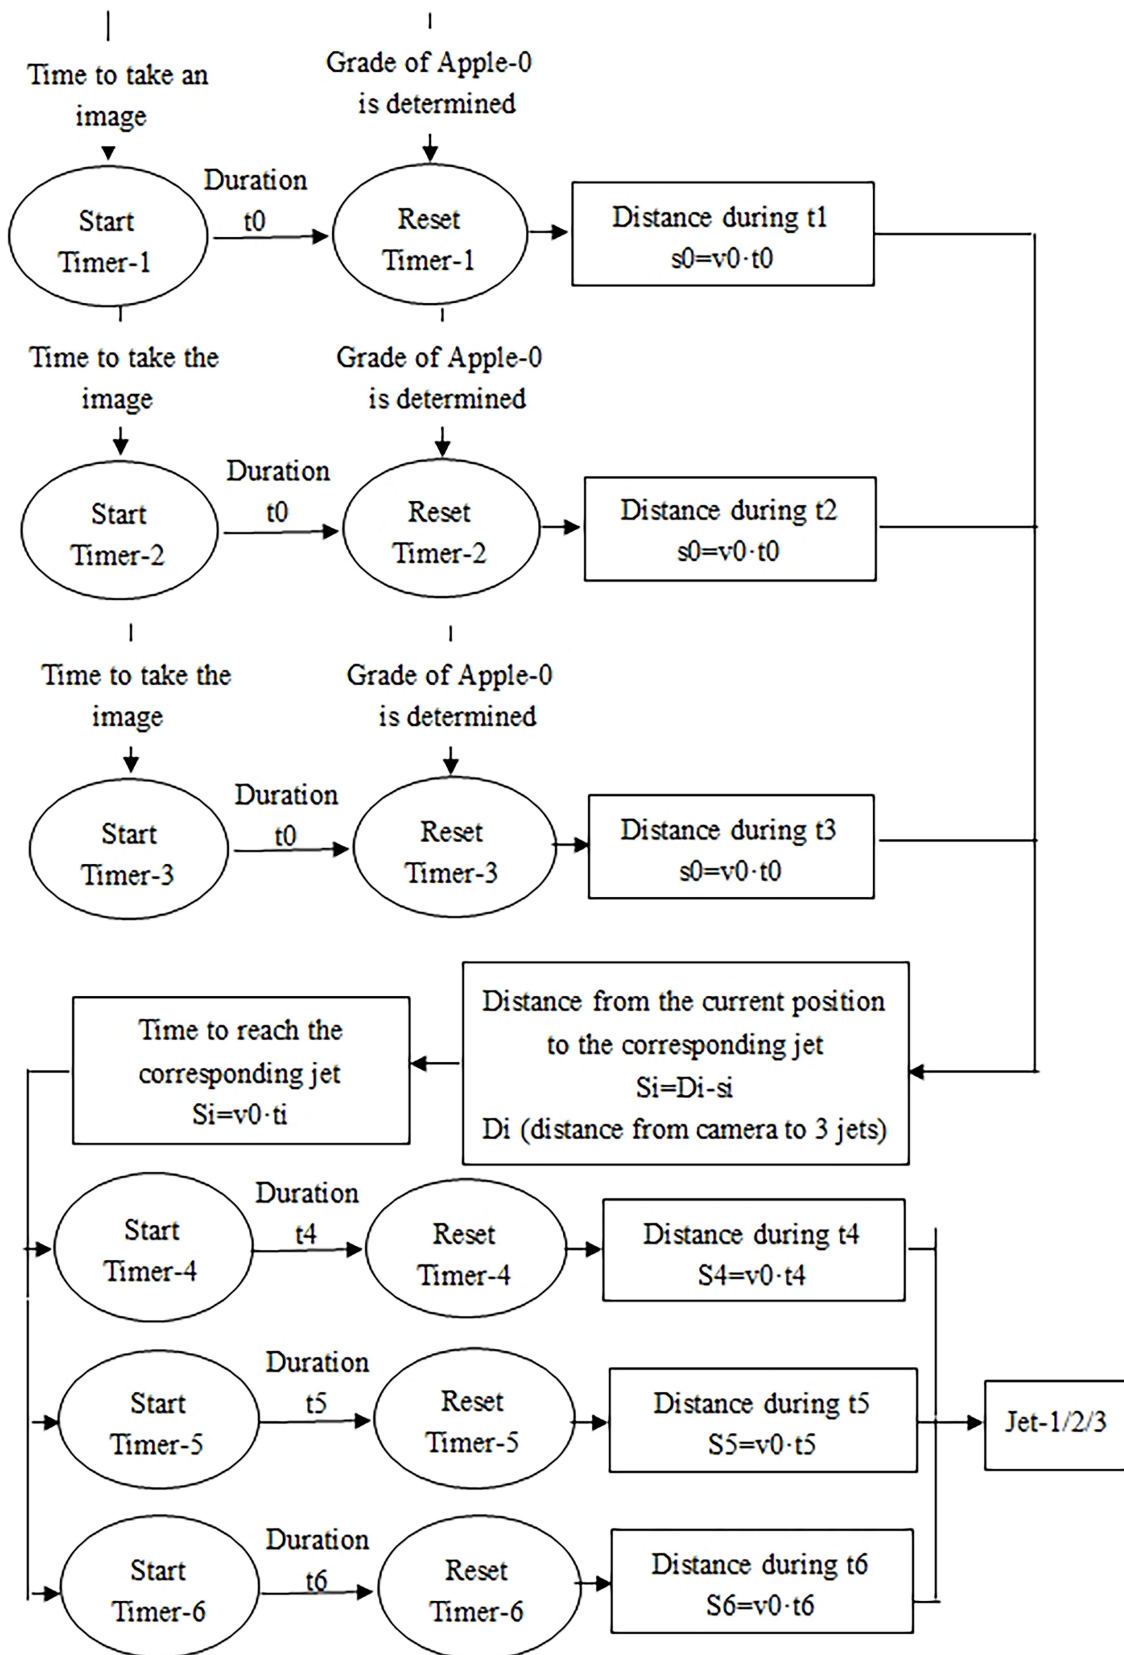 Time to take an
image
Grade of Apple-0
is determined
Start
Timer-1
Duration
t0
Reset
Timer-1
Distance during t1
s0=v0·t0
Time to take the
image
Grade of Apple-0
is determined
Start
Timer-2
Duration
t0
Reset
Timer-2
Distance during t2
s0=v0·t0
Time to take the
image
Grade of Apple-0
is determined
Start
Timer-3
Duration
t0
Reset
Timer-3
Distance during t3
s0=v0·t0
Distance from the current position
to the corresponding jet
Si=Di-si
Di (distance from camera to 3 jets)
Time to reach the
corresponding jet
Si=v0·ti
Start
Timer-4
Duration
t4
Reset
Timer-4
Distance during t4
S4=v0·t4
Start
Timer-5
Duration
t5
Reset
Timer-5
Distance during t5
S5=v0·t5
Jet-1/2/3
Start
Timer-6
Duration
t6
Reset
Timer-6
Distance during t6
S6=v0·t6